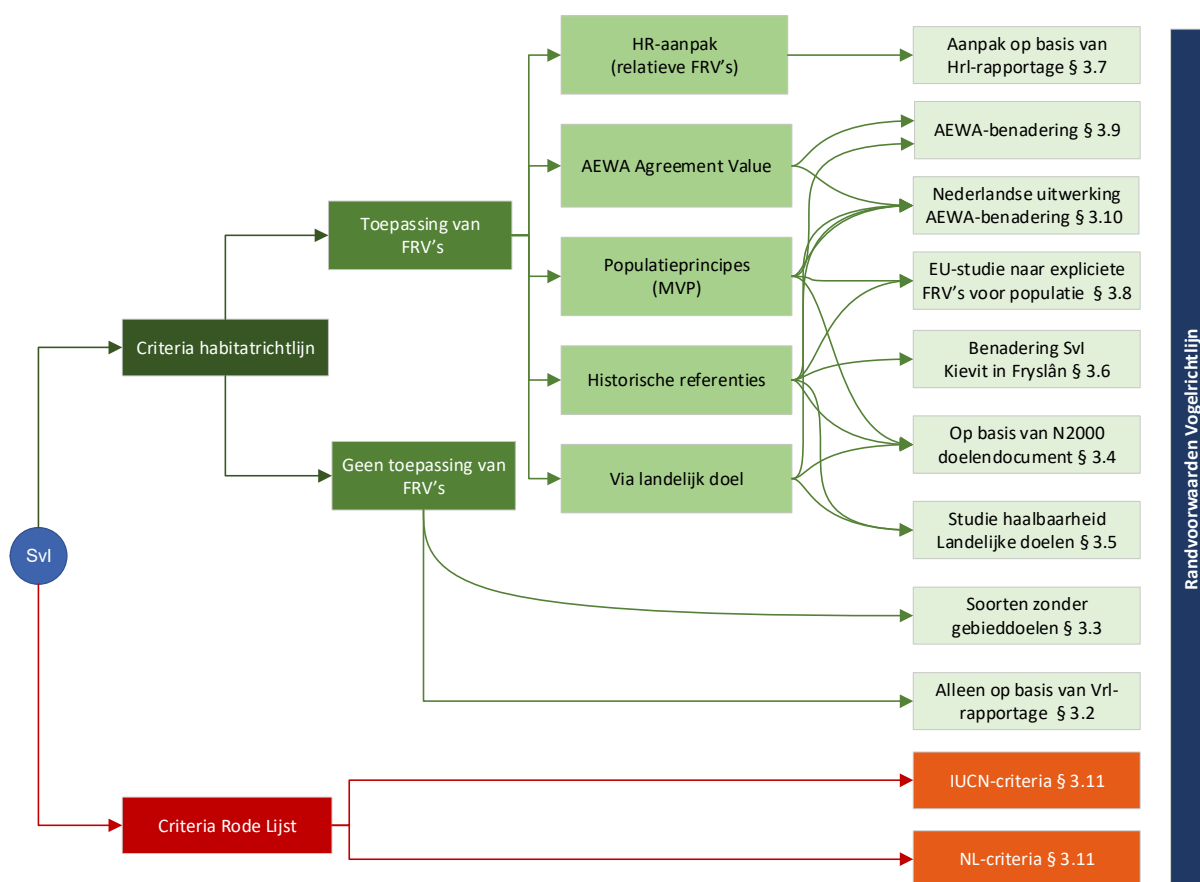 HR-aanpak
(relatieve FRV's)
Aanpak op basis van
Hrl-rapportage § 3.7
AEWA-benadering § 3.9
AEWA Agreement Value
Nederlandse uitwerking
AEWA-benadering § 3.10
Toepassing van
FRV's
Populatieprincipes
(MVP)
EU-studie naar expliciete
FRV's voor populatie § 3.8
Criteria habitatrichtlijn
Historische referenties
Benadering SvI
Kievit in Fryslân § 3.6
Geen toepassing van
FRV's
Via landelijk doel
Op basis van N2000
doelendocument § 3.4
Studie haalbaarheid
Landelijke doelen § 3.5
SvI
Soorten zonder
gebieddoelen § 3.3
Alleen op basis van Vrl-
rapportage § 3.2
IUCN-criteria § 3.11
Criteria Rode Lijst
NL-criteria § 3.11
Randvoorwaarden Vogelrichtlijn